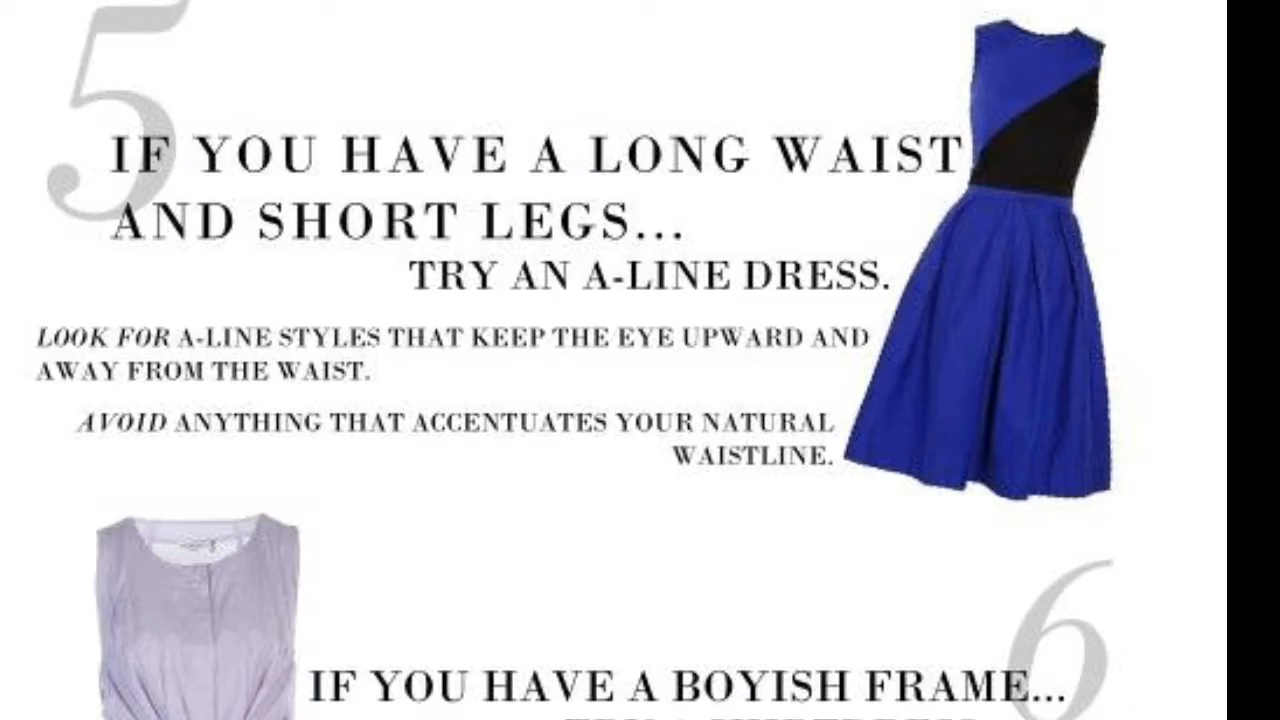 5
IF YOU HAVE A LONG WAIST
AND SHORT LEGS...
TRY AN A-LINE DRESS.
LOOK FOR A-LINE STYLES THAT KEEP THE EYE UPWARD AND
AWAY FROM THE WAIST.
AVOID ANYTHING THAT ACCENTUATES YOUR NATURAL
WAISTLINE.
6
IF YOU HAVE A BOYISH FRAME...